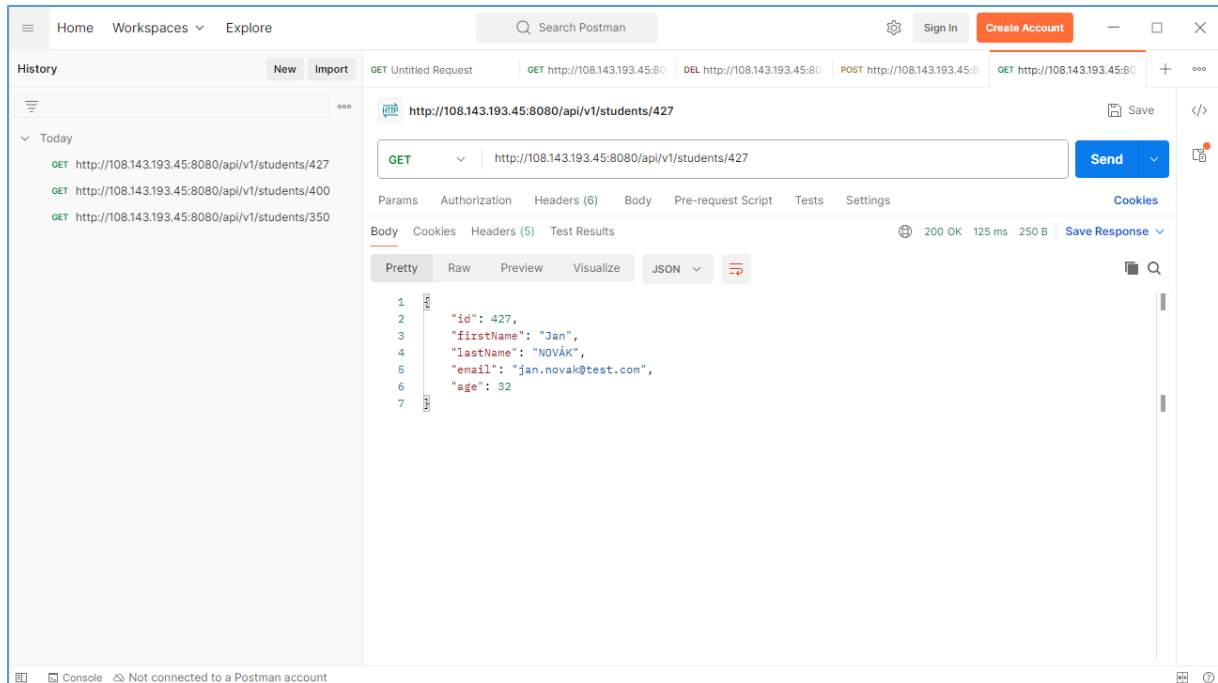 Home Workspaces Explore Search Postman Sign In Create Account
History New Import
GET Untitled Request GET http://108.143.193.45:80 DEL http://108.143.193.45:80 POST http://108.143.193.45:8 GET http://108.143.193.45:80
HTTP http://108.143.193.45:8080/api/v1/students/427 Save
Today
GET http://108.143.193.45:8080/api/v1/students/427
GET http://108.143.193.45:8080/api/v1/students/400
GET http://108.143.193.45:8080/api/v1/students/350
GET http://108.143.193.45:8080/api/v1/students/427 Send
Params Authorization Headers (6) Body Pre-request Script Tests Settings Cookies
Body Cookies Headers (5) Test Results 200 OK 125 ms 250 B Save Response
Pretty Raw Preview Visualize JSON
1 {
2 "id": 427,
3 "firstName": "Jan",
4 "lastName": "NOVÁK",
5 "email": "jan.novak@test.com",
6 "age": 32
7 }
Console Not connected to a Postman account